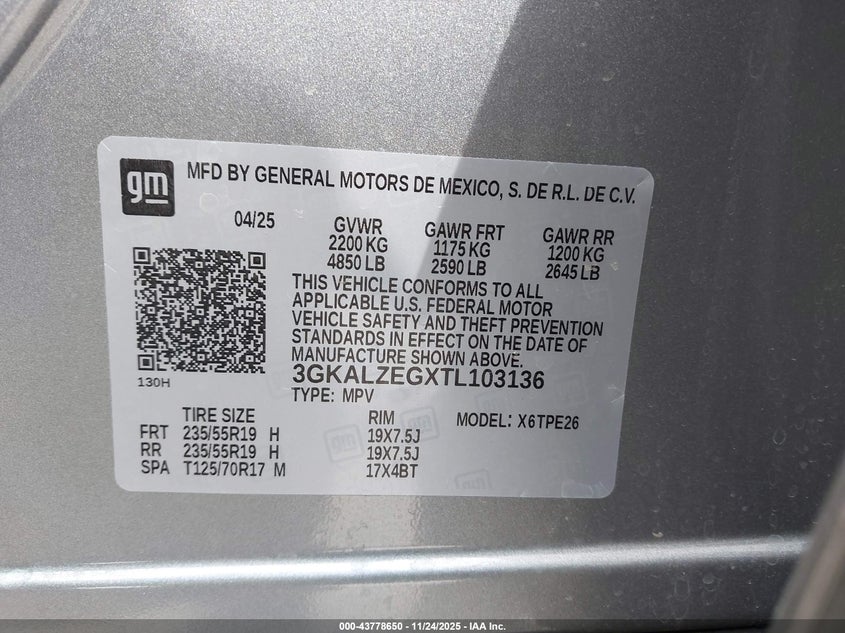 gm
MFD BY GENERAL MOTORS DE MEXICO, S. DE R.L. DE C.V.
04/25
GVWR GAWR FRT GAWR RR
2200 KG 1175 KG 1200 KG
4850 LB 2590 LB 2645 LB
THIS VEHICLE CONFORMS TO ALL
APPLICABLE U.S. FEDERAL MOTOR
VEHICLE SAFETY AND THEFT PREVENTION
STANDARDS IN EFFECT ON THE DATE OF
MANUFACTURE SHOWN ABOVE.
130H
3GKALZEGXTL103136
TYPE: MPV
TIRE SIZE RIM MODEL: X6TPE26
FRT 235/55R19 H 19X7.5J
RR 235/55R19 H 19X7.5J
SPA T125/70R17 M 17X4BT
000-43778650 - 11/24/2025 - IAA Inc.